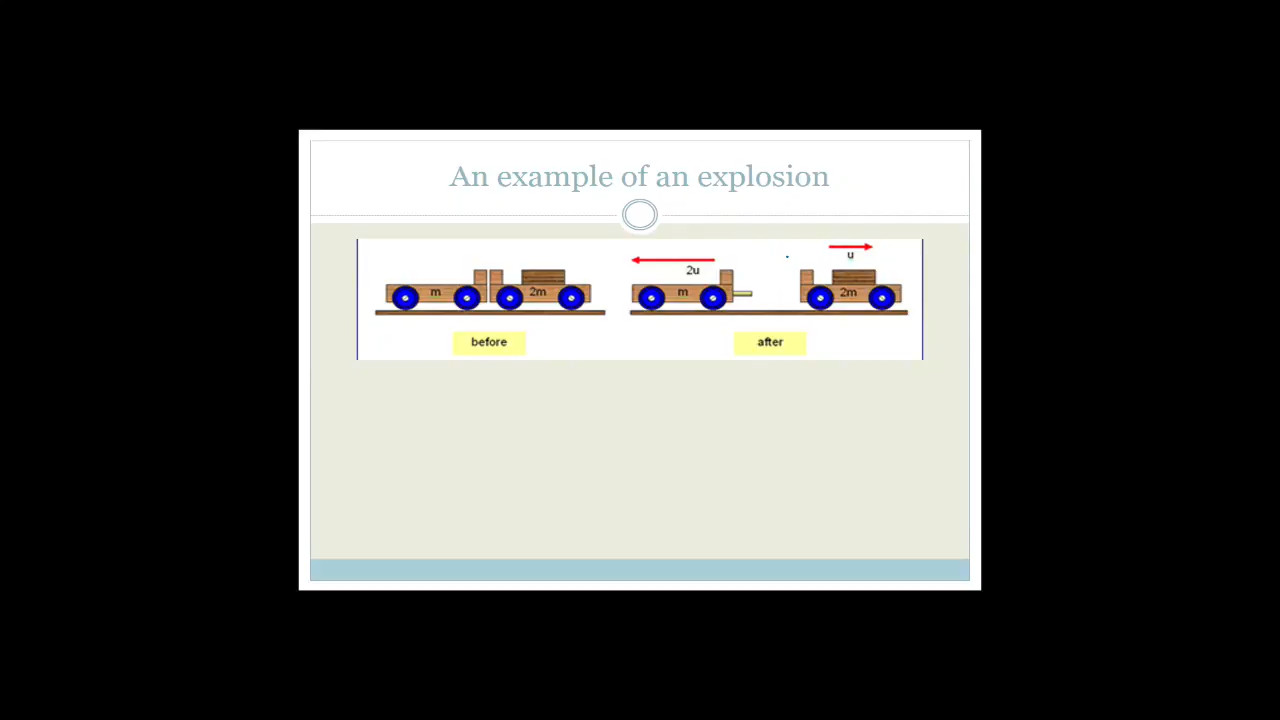 An example of an explosion
u
2u
m
2m
m
2m
before
after